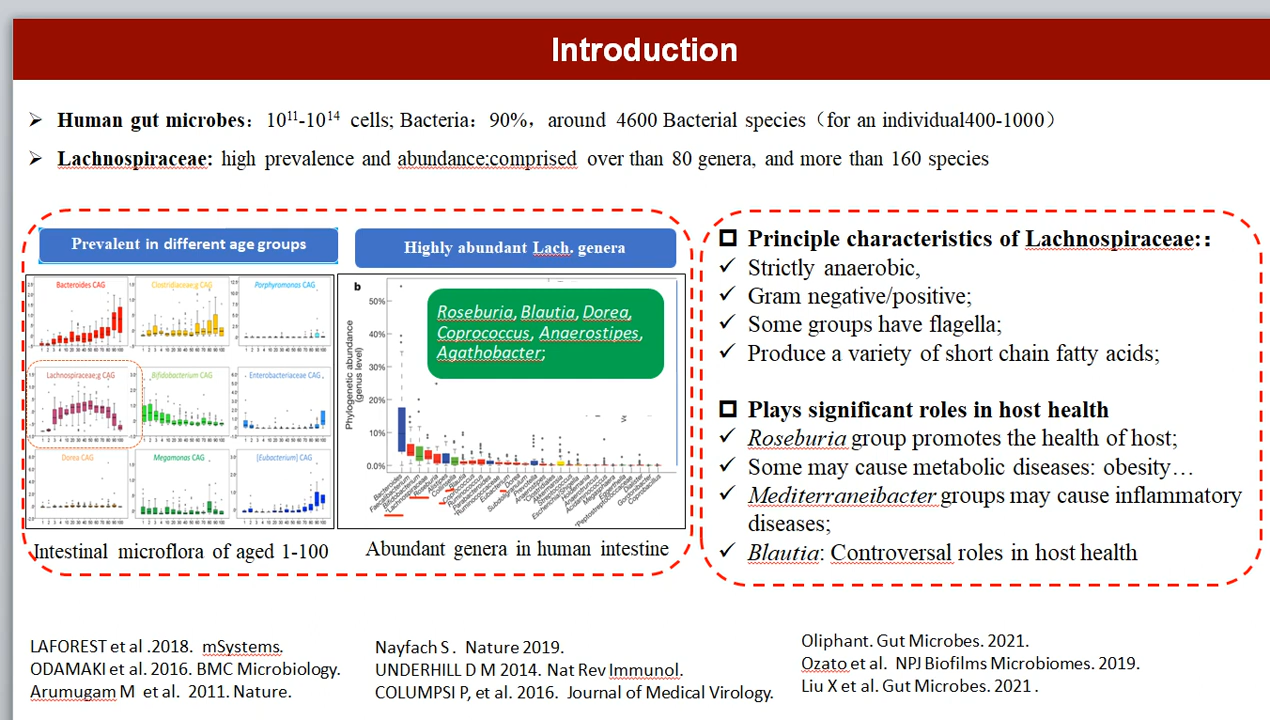 Introduction
➢ Human gut microbes：10¹¹-10¹⁴ cells; Bacteria：90%，around 4600 Bacterial species（for an individual400-1000）
➢ Lachnospiraceae: high prevalence and abundance:comprised over than 80 genera, and more than 160 species
Prevalent in different age groups
Bacteroides CAG
Clostridiaceae;g CAG
Porphyromonas CAG
Lachnospiraceae;g CAG
Bifidobacterium CAG
Enterobacteriaceae CAG
Dorea CAG
Megamonas CAG
[Eubacterium] CAG
Intestinal microflora of aged 1-100
Highly abundant Lach. genera
b
Roseburia, Blautia, Dorea,
Coprococcus, Anaerostipes,
Agathobacter;
Phylogenetic abundance
(genus level)
50%
40%
30%
20%
10%
0.0%
Abundant genera in human intestine
Principle characteristics of Lachnospiraceae::
✓ Strictly anaerobic,
✓ Gram negative/positive;
✓ Some groups have flagella;
✓ Produce a variety of short chain fatty acids;
Plays significant roles in host health
✓ Roseburia group promotes the health of host;
✓ Some may cause metabolic diseases: obesity…
✓ Mediterraneibacter groups may cause inflammatory
diseases;
✓ Blautia: Controversal roles in host health
LAFOREST et al .2018. mSystems.
ODAMAKI et al. 2016. BMC Microbiology.
Arumugam M et al. 2011. Nature.
Nayfach S . Nature 2019.
UNDERHILL D M 2014. Nat Rev Immunol.
COLUMPSI P, et al. 2016. Journal of Medical Virology.
Oliphant. Gut Microbes. 2021.
Ozato et al. NPJ Biofilms Microbiomes. 2019.
Liu X et al. Gut Microbes. 2021 .